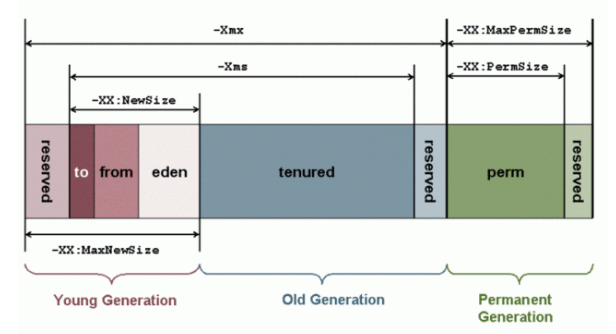 -Xmx
-XX:MaxPermSize
-Xms
-XX:PermSize
-XX:NewSize
reserved
to
from
eden
tenured
reserved
perm
reserved
-XX:MaxNewSize
Young Generation
Old Generation
Permanent
Generation